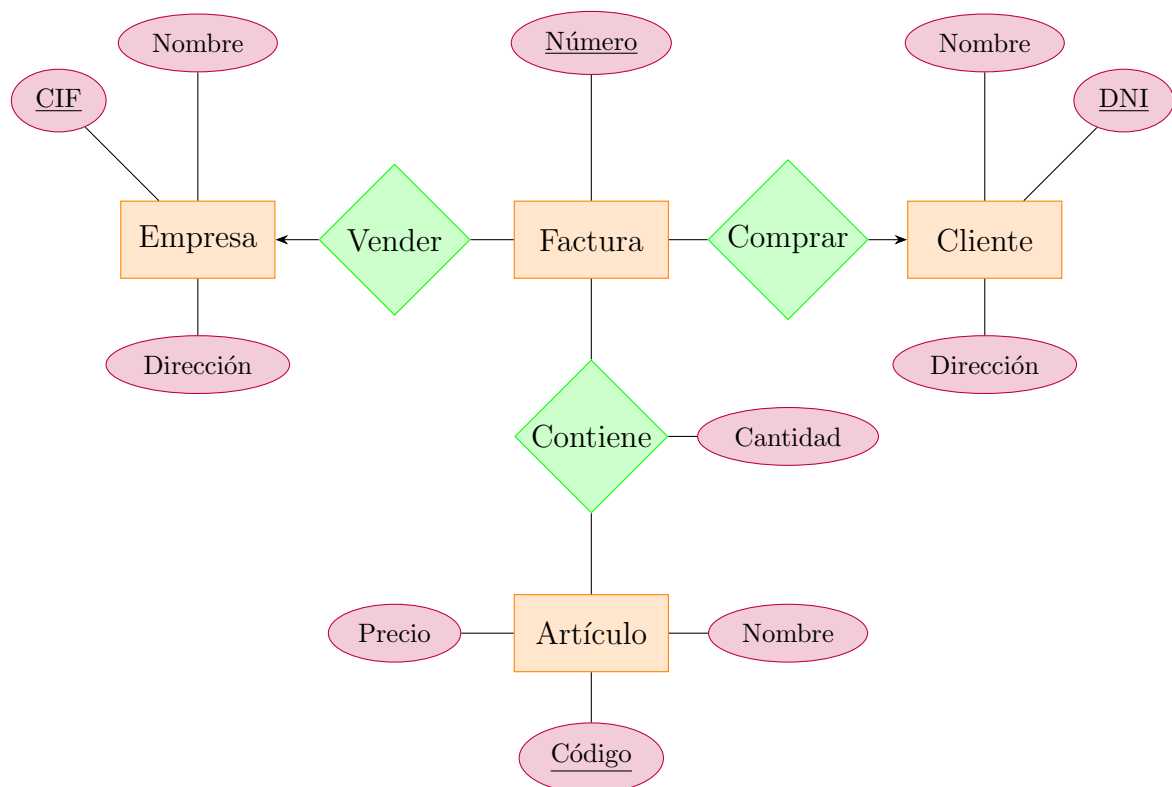 Nombre
Número
Nombre
CIF
DNI
Empresa
Vender
Factura
Comprar
Cliente
Dirección
Dirección
Contiene
Cantidad
Precio
Artículo
Nombre
Código